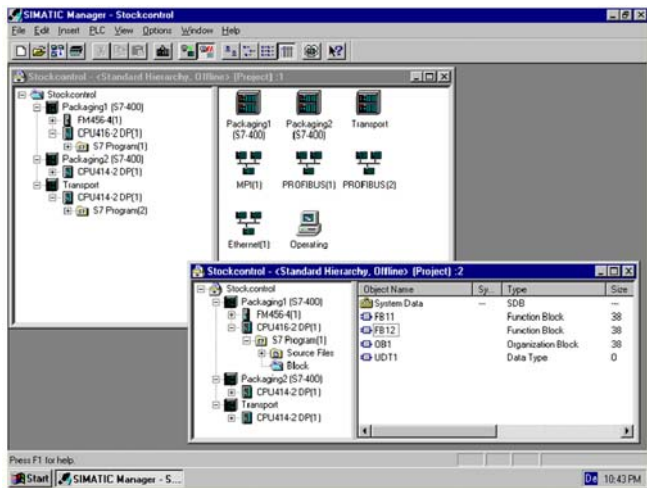 SIMATIC Manager - Stockcontrol
File Edit Insert PLC View Options Window Help
Stockcontrol - <Standard Hierarchy, Offline> (Project) :1
Stockcontrol
Packaging1 (S7-400)
FM456-4(1)
CPU416-2 DP(1)
S7 Program(1)
Packaging2 (S7-400)
CPU414-2 DP(1)
Transport
CPU414-2 DP(1)
S7 Program(2)
Packaging1 (S7-400)
Packaging2 (S7-400)
Transport
MPI(1) PROFIBUS(1) PROFIBUS(2)
Ethernet(1) Operating
Stockcontrol - <Standard Hierarchy, Offline> (Project) :2
Stockcontrol
Packaging1 (S7-400)
FM456-4(1)
CPU416-2 DP(1)
S7 Program(1)
Source Files
Block
Packaging2 (S7-400)
CPU414-2 DP(1)
Transport
CPU414-2 DP(1)
Object Name Sy... Type Size
System Data --- SDB ---
FB11 Function Block 38
FB12 Function Block 38
OB1 Organization Block 38
UDT1 Data Type 0
Press F1 for help.
Start SIMATIC Manager - S... De 10:43 PM